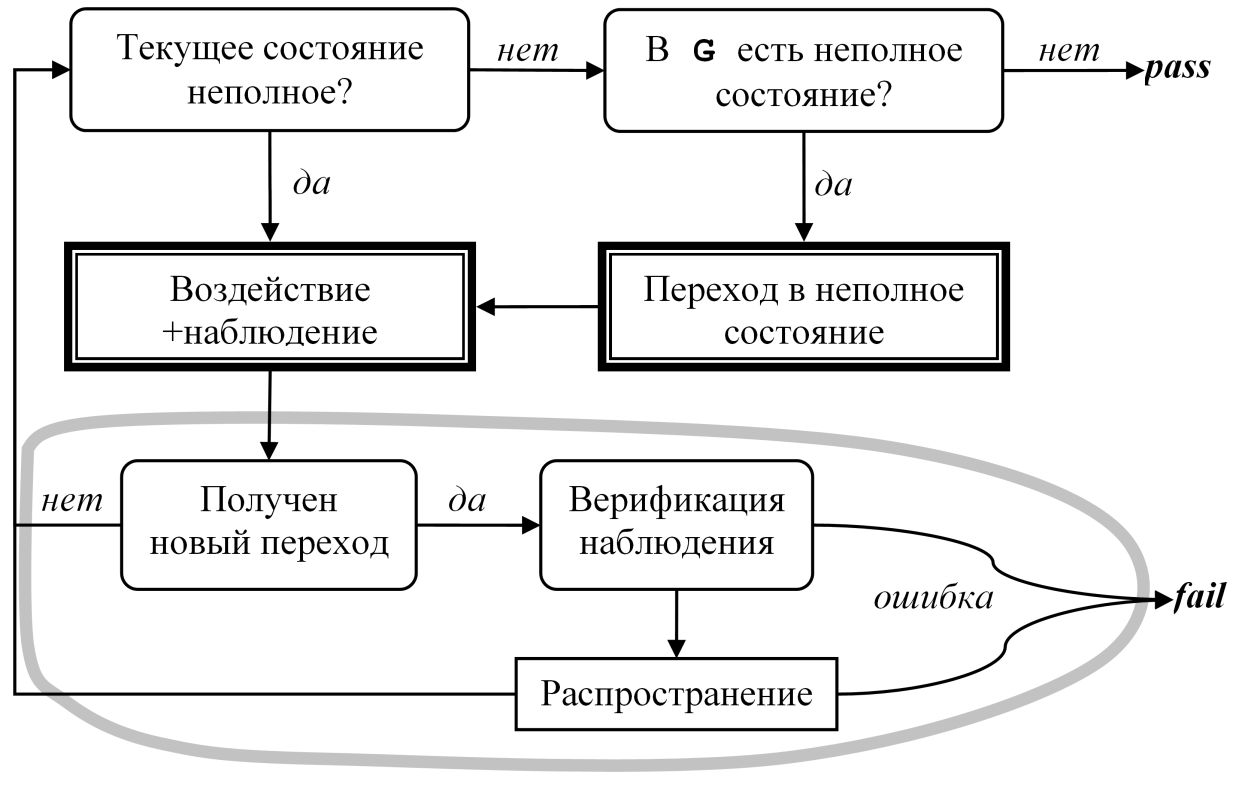 Текущее состояние
неполное?
нет
В G есть неполное
состояние?
нет
pass
да
да
Воздействие
+наблюдение
Переход в неполное
состояние
нет
Получен
новый переход
да
Верификация
наблюдения
ошибка
fail
Распространение